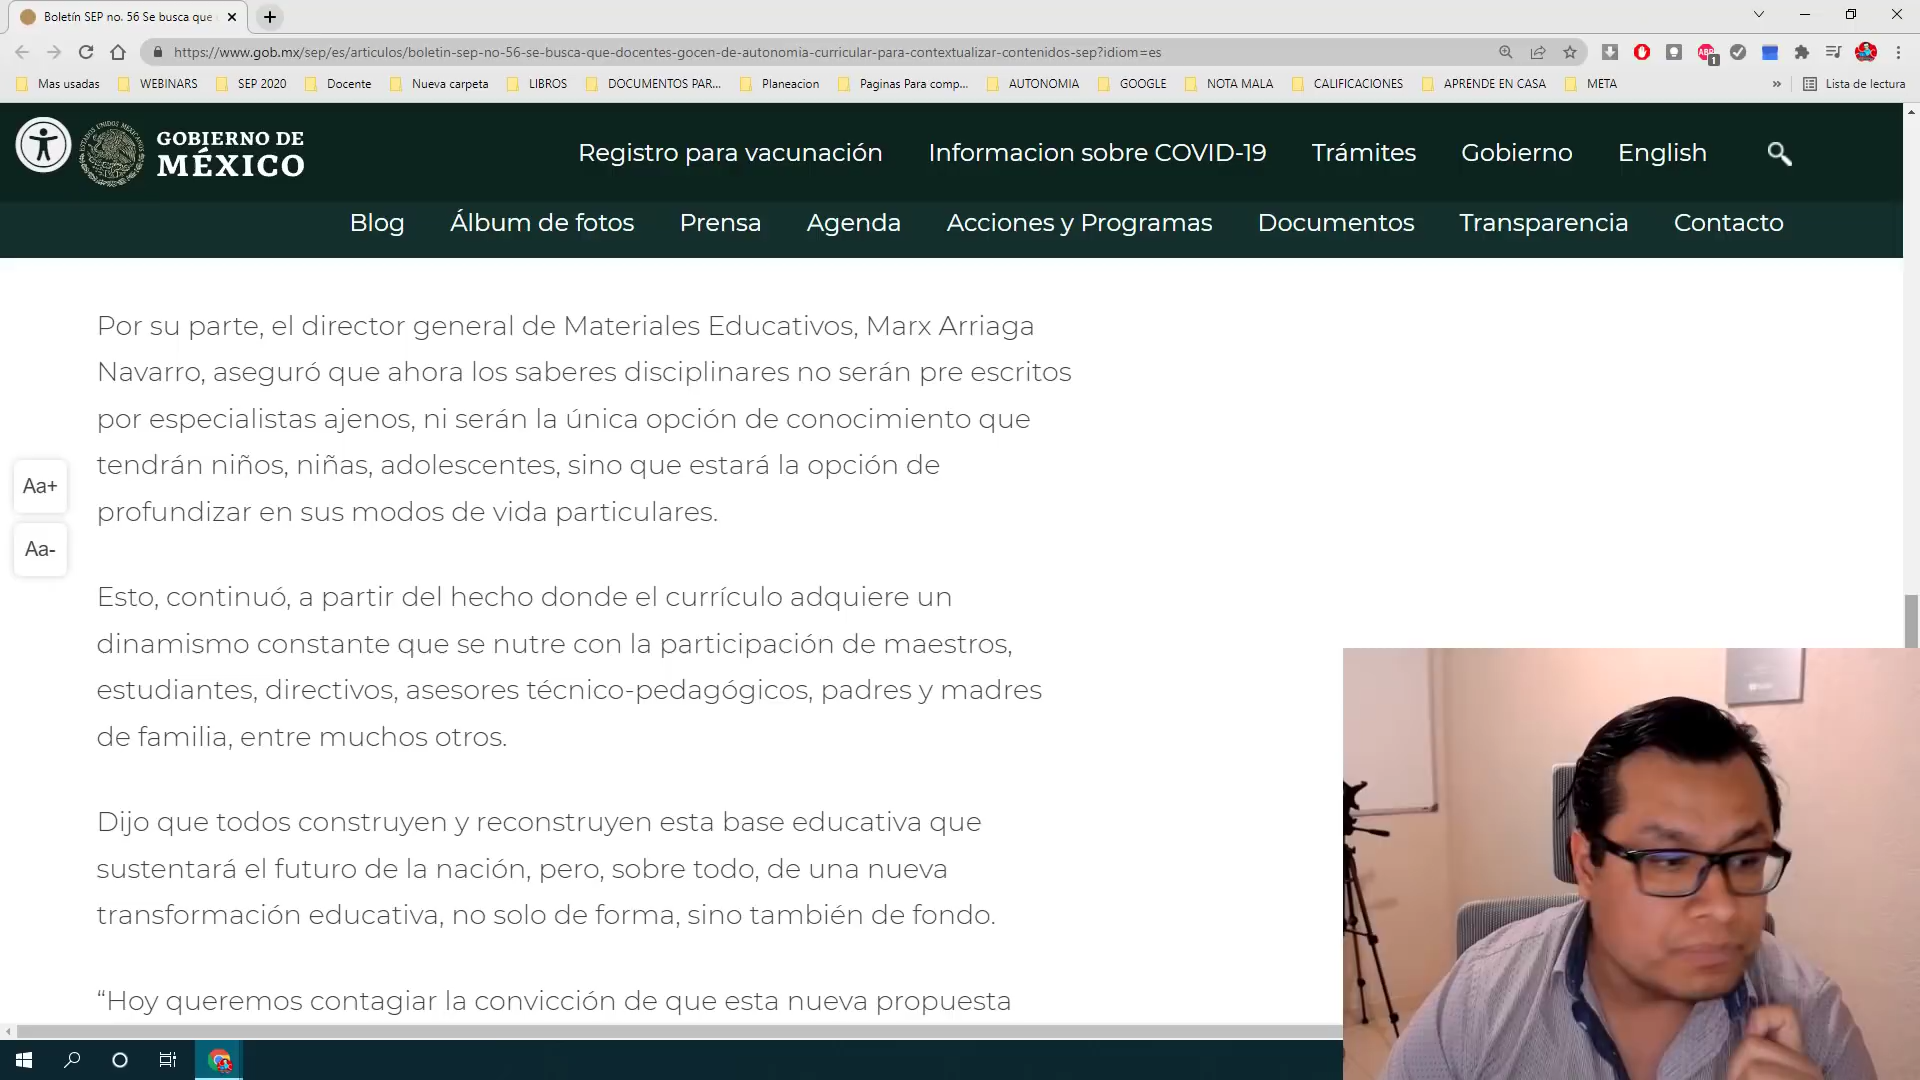 Boletín SEP no. 56 Se busca que
https://www.gob.mx/sep/es/articulos/boletin-sep-no-56-se-busca-que-docentes-gocen-de-autonomia-curricular-para-contextualizar-contenidos-sep?idiom=es
ABP
1
Mas usadas WEBINARS SEP 2020 Docente Nueva carpeta LIBROS DOCUMENTOS PAR... Planeacion Paginas Para comp... AUTONOMIA GOOGLE NOTA MALA CALIFICACIONES APRENDE EN CASA META » Lista de lectura
GOBIERNO DE
MÉXICO
Registro para vacunación Informacion sobre COVID-19 Trámites Gobierno English
Blog Álbum de fotos Prensa Agenda Acciones y Programas Documentos Transparencia Contacto
Por su parte, el director general de Materiales Educativos, Marx Arriaga
Navarro, aseguró que ahora los saberes disciplinares no serán pre escritos
por especialistas ajenos, ni serán la única opción de conocimiento que
tendrán niños, niñas, adolescentes, sino que estará la opción de
profundizar en sus modos de vida particulares.
Aa+
Aa-
Esto, continuó, a partir del hecho donde el currículo adquiere un
dinamismo constante que se nutre con la participación de maestros,
estudiantes, directivos, asesores técnico-pedagógicos, padres y madres
de familia, entre muchos otros.
Dijo que todos construyen y reconstruyen esta base educativa que
sustentará el futuro de la nación, pero, sobre todo, de una nueva
transformación educativa, no solo de forma, sino también de fondo.
“Hoy queremos contagiar la convicción de que esta nueva propuesta